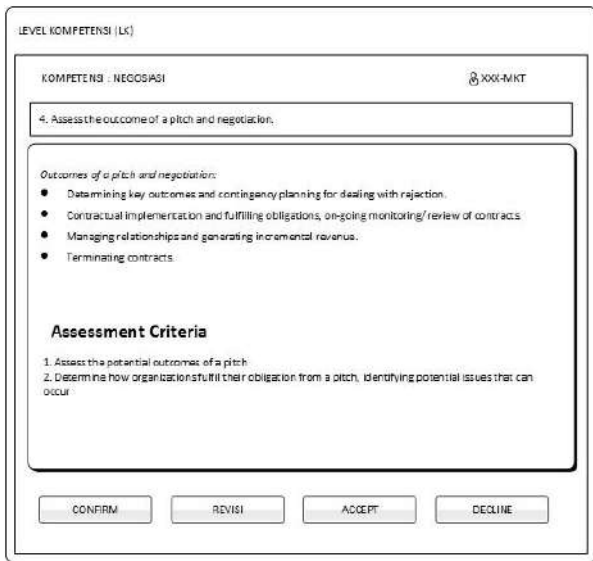 LEVEL KOMPETENSI (LK)
KOMPETENSI : NEGOSIASI
XXX-MKT
4. Assess the outcome of a pitch and negotiation.
Outcomes of a pitch and negotiation:
● Determining key outcomes and contingency planning for dealing with rejection.
● Contractual implementation and fulfilling obligations, on-going monitoring/review of contracts.
● Managing relationships and generating incremental revenue.
● Terminating contracts.
Assessment Criteria
1. Assess the potential outcomes of a pitch
2. Determine how organizations fulfil their obligation from a pitch, identifying potential issues that can
occur
CONFIRM
REVISI
ACCEPT
DECLINE